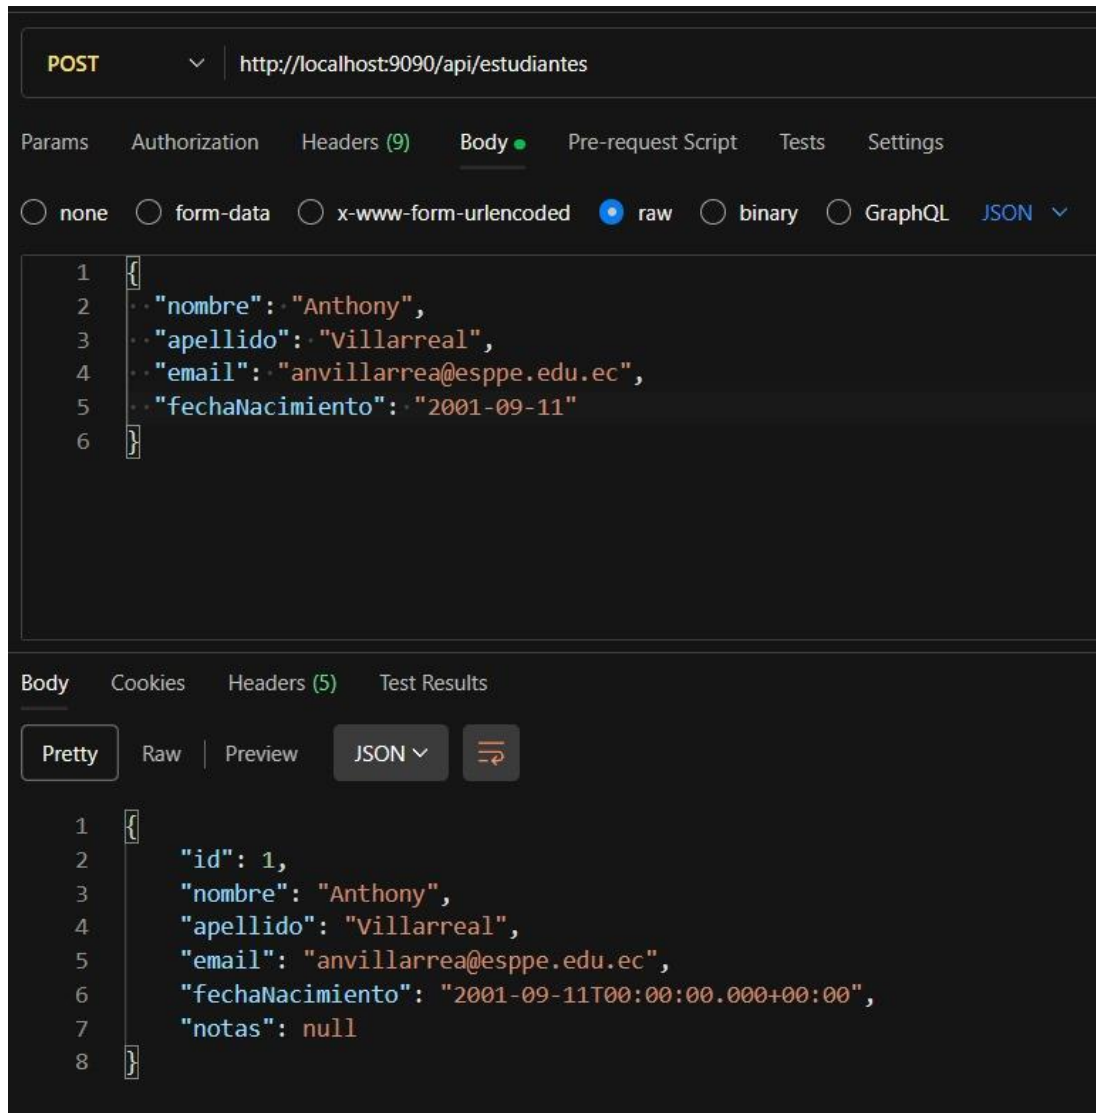 POST http://localhost:9090/api/estudiantes
Params Authorization Headers (9) Body Pre-request Script Tests Settings
none form-data x-www-form-urlencoded raw binary GraphQL JSON
1 {
2 "nombre": "Anthony",
3 "apellido": "Villarreal",
4 "email": "anvillarrea@esppe.edu.ec",
5 "fechaNacimiento": "2001-09-11"
6 }
Body Cookies Headers (5) Test Results
Pretty Raw Preview JSON
1 {
2 "id": 1,
3 "nombre": "Anthony",
4 "apellido": "Villarreal",
5 "email": "anvillarrea@esppe.edu.ec",
6 "fechaNacimiento": "2001-09-11T00:00:00.000+00:00",
7 "notas": null
8 }